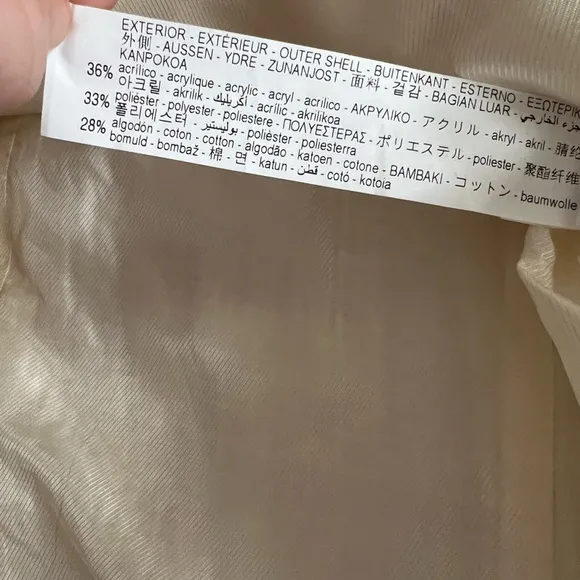 EXTERIOR - EXTÉRIEUR - OUTER SHELL - BUITENKANT - ESTERNO - ΕΞΩΤΕΡΙΚ
外側 - AUSSEN - YDRE - ZUNANJOST - 面料 - 겉감 - BAGIAN LUAR - الجزء الخارجي
KANPOKOA
36% acrílico - acrylique - acrylic - acryl - acrilico - ΑΚΡΥΛΙΚΟ - アクリル - akryl - akril - 腈纶
아크릴 - akrilik - أكريليك - acrílic - akrilikoa
33% poliéster - polyester - poliestere - ΠΟΛΥΕΣΤΕΡΑΣ - ポリエステル - poliester - 聚酯纤维
폴리에스터 - بوليستير - polièster - poliesterra
28% algodón - coton - cotton - algodão - katoen - cotone - BAMBAKI - コットン - baumwolle
bomuld - bombaž - 棉 - 면 - katun - قطن - cotó - kotoia